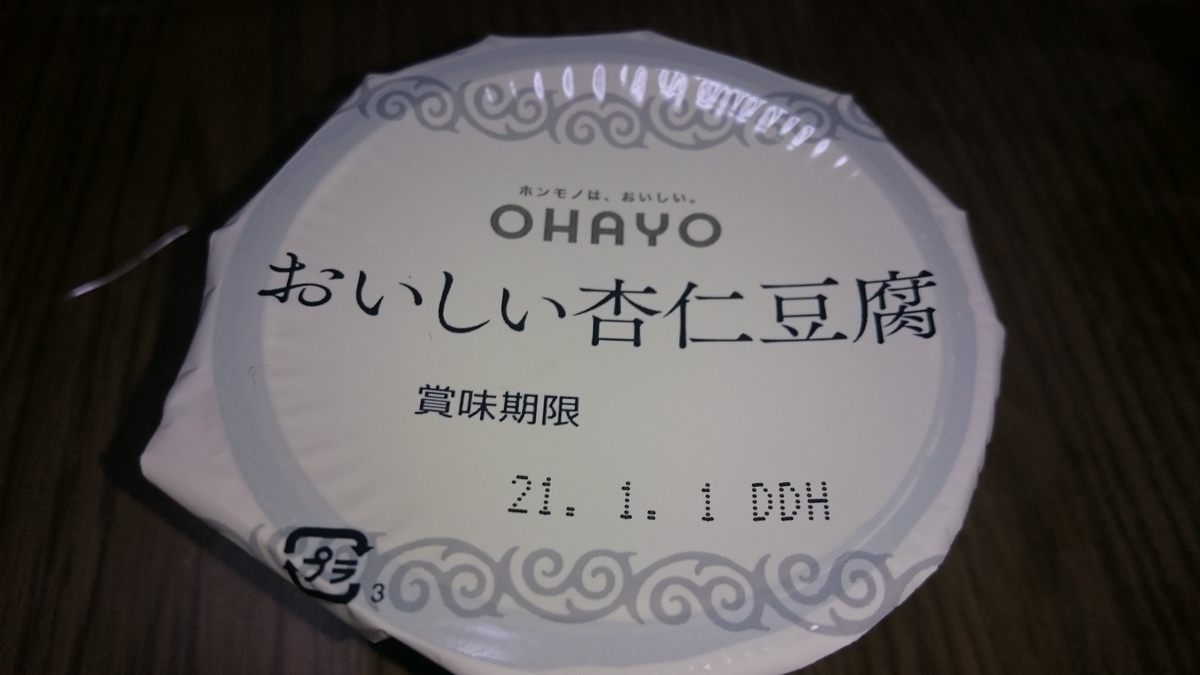 ホンモノは、おいしい。
OHAYO
おいしい杏仁豆腐
賞味期限
21. 1. 1 DDH
プラ
3